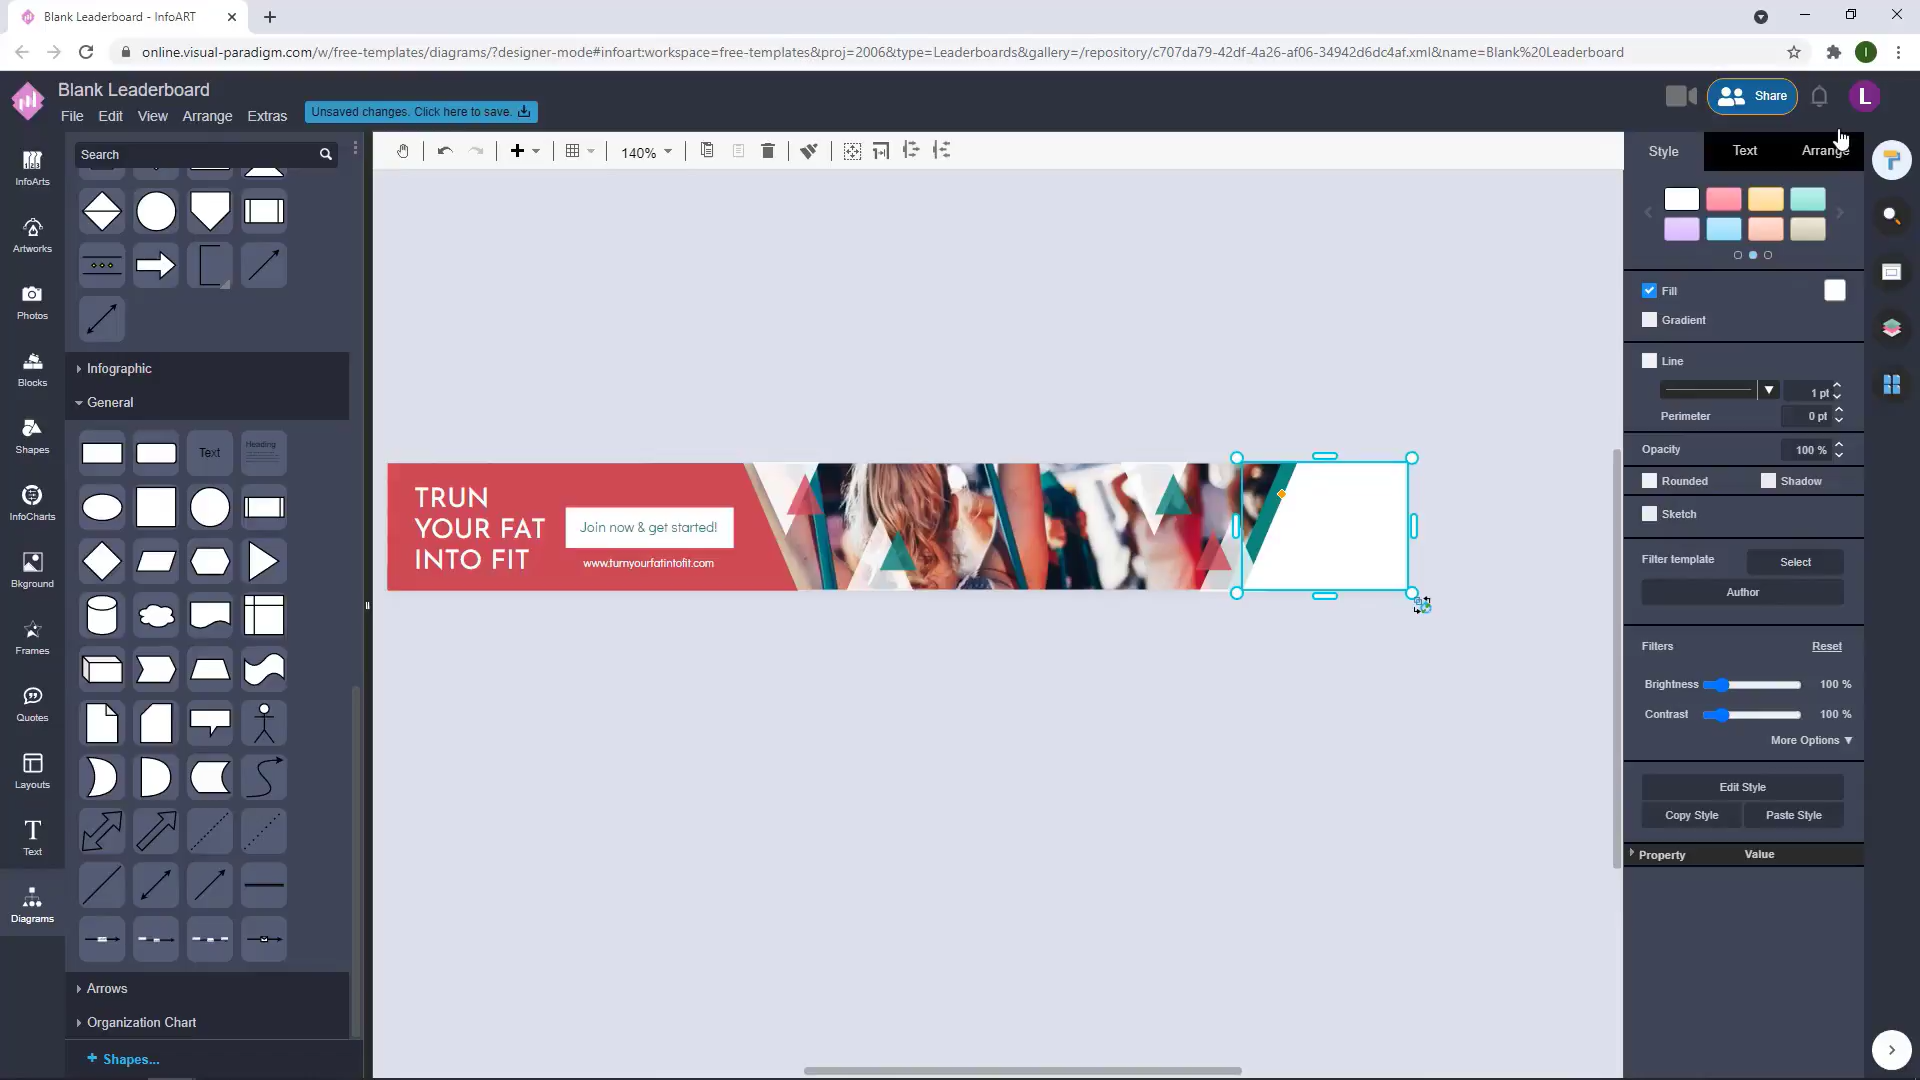 Blank Leaderboard - InfoART
online.visual-paradigm.com/w/free-templates/diagrams/?designer-mode#infoart:workspace=free-templates&proj=2006&type=Leaderboards&gallery=/repository/c707da79-42df-4a26-af06-34942d6dc4af.xml&name=Blank%20Leaderboard
I
Blank Leaderboard
File Edit View Arrange Extras
Unsaved changes. Click here to save.
Share
L
Search
140%
Style Text Arrange
InfoArts
Artworks
Photos
Blocks
Shapes
InfoCharts
Bkground
Frames
Quotes
Layouts
Text
Diagrams
Infographic
General
Text
Heading
Arrows
Organization Chart
+ Shapes...
TRUN
YOUR FAT
INTO FIT
Join now & get started!
www.turnyourfatintofit.com
Fill
Gradient
Line
1 pt
Perimeter 0 pt
Opacity 100 %
Rounded Shadow
Sketch
Filter template Select
Author
Filters Reset
Brightness 100 %
Contrast 100 %
More Options
Edit Style
Copy Style Paste Style
Property Value